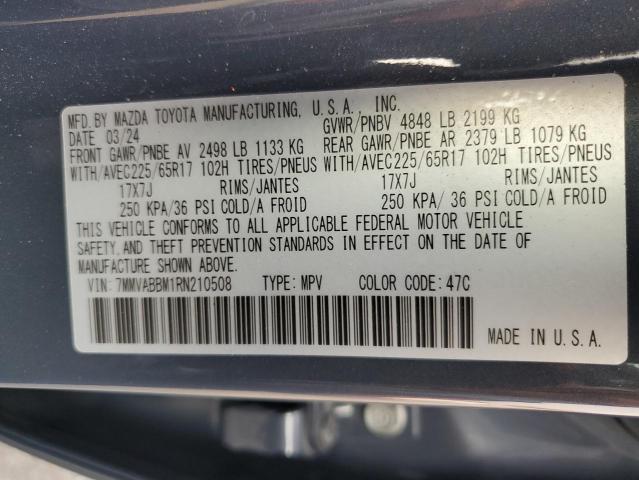 MFD. BY MAZDA TOYOTA MANUFACTURING, U.S.A., INC.
DATE 03/24 GVWR/PNBV 4848 LB 2199 KG
FRONT GAWR/PNBE AV 2498 LB 1133 KG REAR GAWR/PNBE AR 2379 LB 1079 KG
WITH/AVEC225/65R17 102H TIRES/PNEUS WITH/AVEC225/65R17 102H TIRES/PNEUS
17X7J RIMS/JANTES 17X7J RIMS/JANTES
250 KPA/36 PSI COLD/A FROID 250 KPA/36 PSI COLD/A FROID
THIS VEHICLE CONFORMS TO ALL APPLICABLE FEDERAL MOTOR VEHICLE
SAFETY, AND THEFT PREVENTION STANDARDS IN EFFECT ON THE DATE OF
MANUFACTURE SHOWN ABOVE.
VIN: 7MMVABBM1RN210508 TYPE: MPV COLOR CODE: 47C
MADE IN U.S.A.